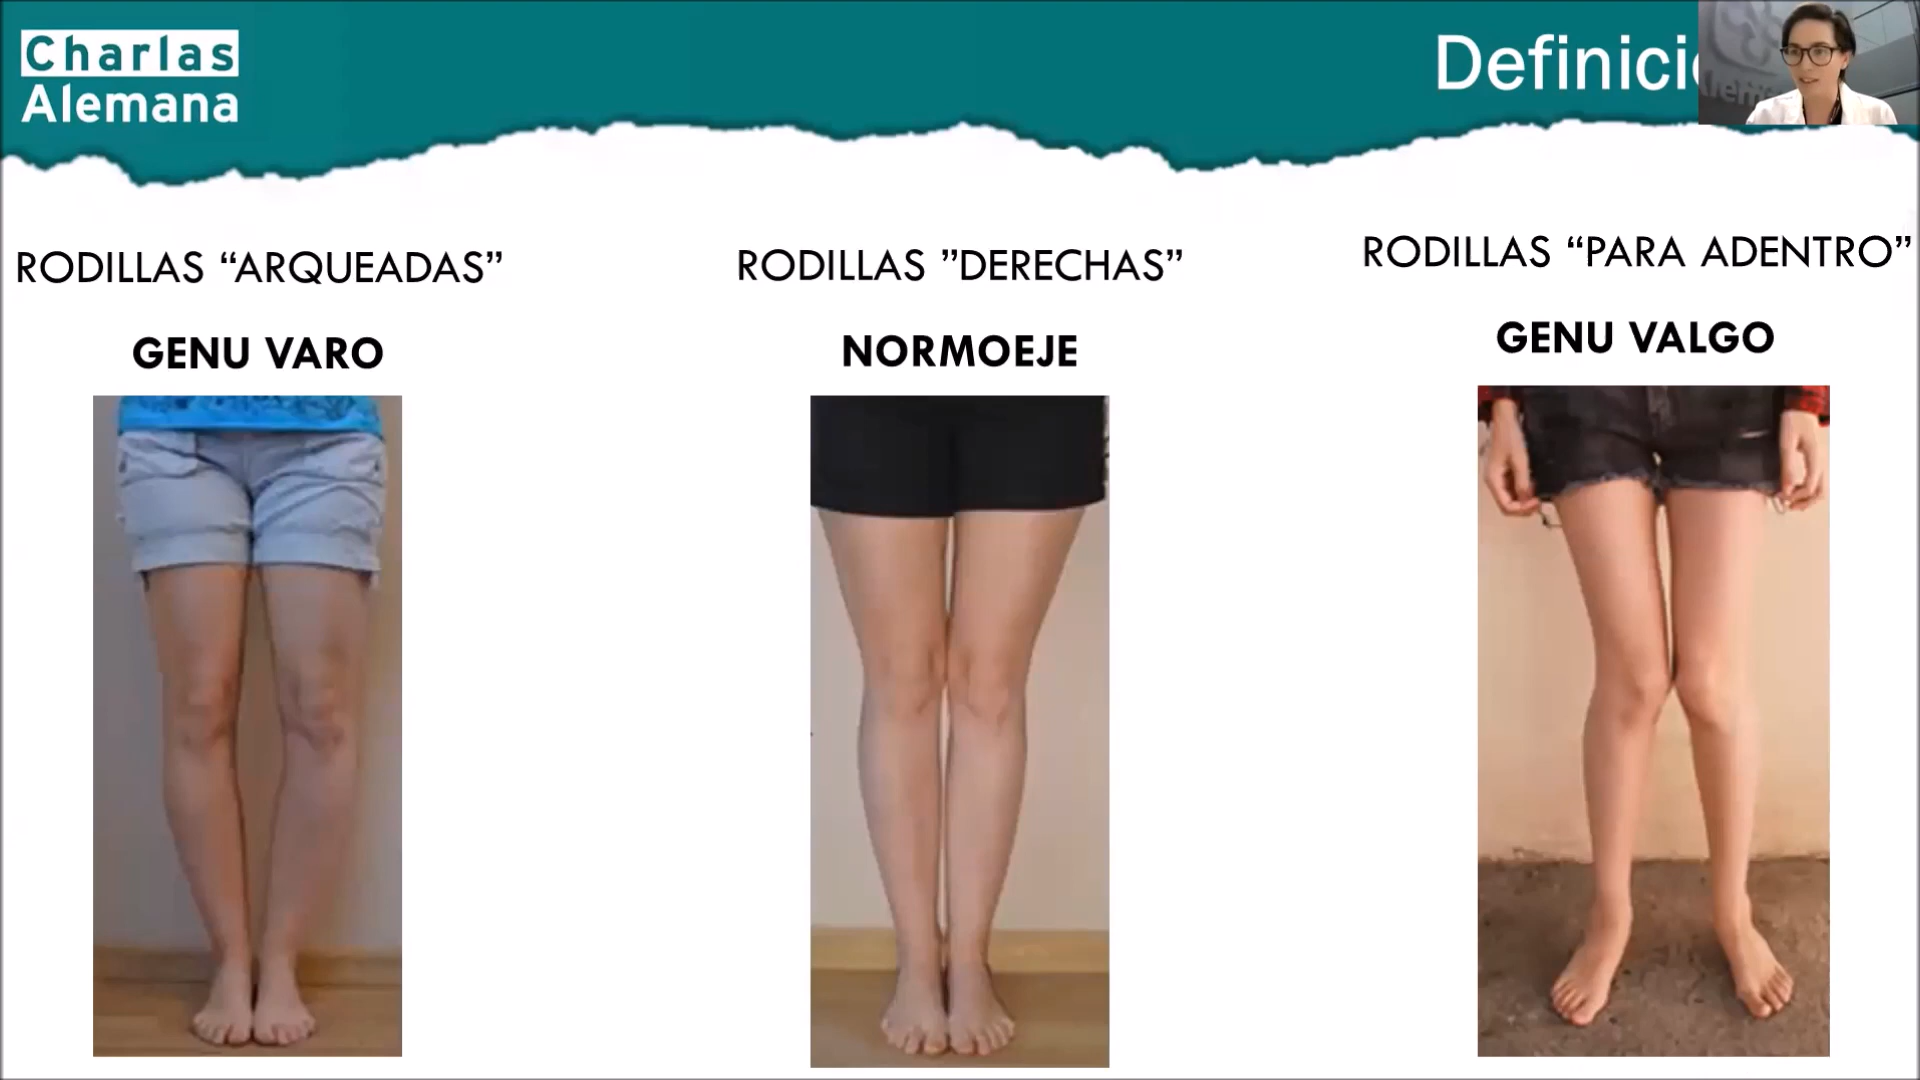 Charlas
Alemana
RODILLAS “ARQUEADAS”
GENU VARO
RODILLAS ”DERECHAS”
NORMOEJE
RODILLAS “PARA ADENTRO”
GENU VALGO